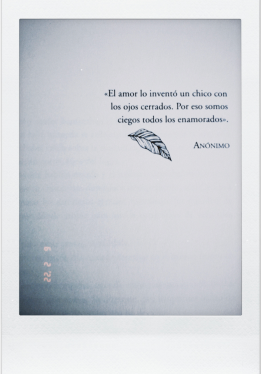 «El amor lo inventó un chico con
los ojos cerrados. Por eso somos
ciegos todos los enamorados».
ANÓNIMO
22 2 9